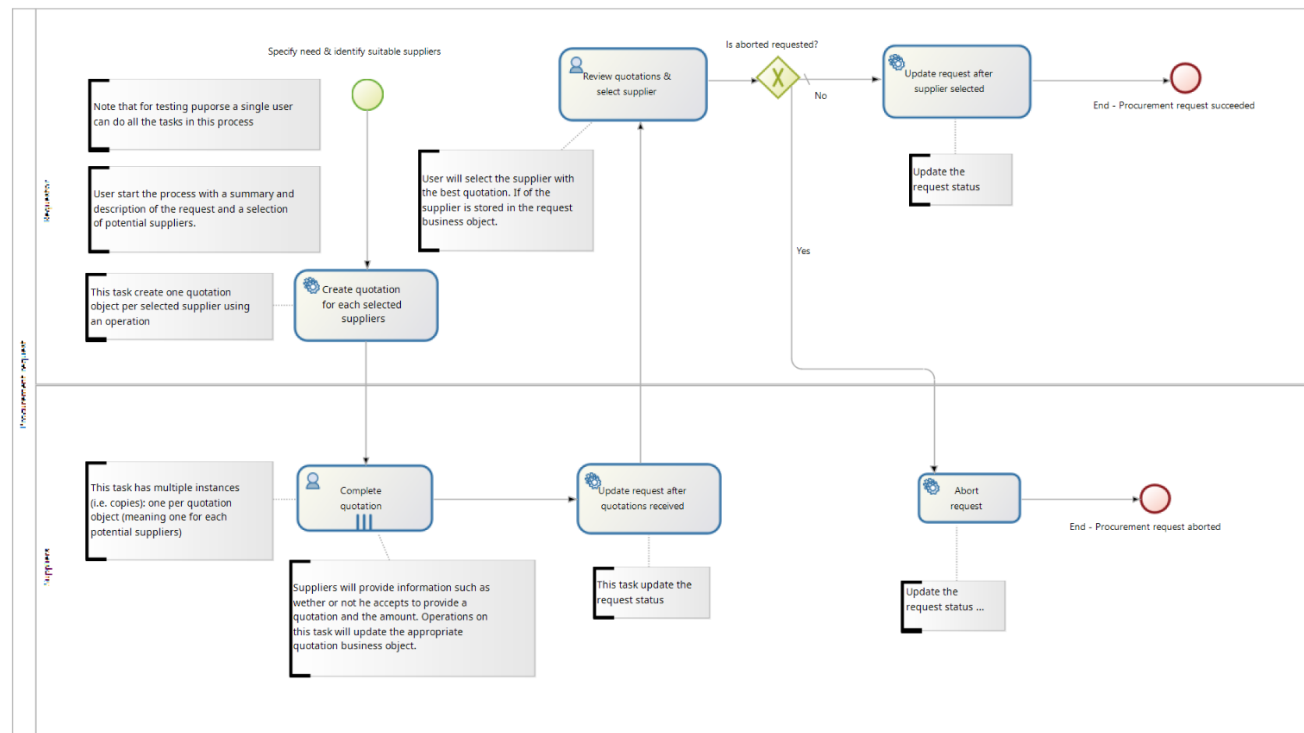 Specify need & identify suitable suppliers
Is aborted requested?
Note that for testing puporse a single user
can do all the tasks in this process
Review quotations &
select supplier
No
Update request after
supplier selected
End - Procurement request succeeded
User start the process with a summary and
description of the request and a selection
of potential suppliers.
User will select the supplier with
the best quotation. If of the
supplier is stored in the request
business object.
Update the
request status
Yes
This task create one quotation
object per selected supplier using
an operation
Create quotation
for each selected
suppliers
Procurement request
This task has multiple instances
(i.e. copies): one per quotation
object (meaning one for each
potential suppliers)
Complete
quotation
Update request after
quotations received
Abort
request
End - Procurement request aborted
Suppliers will provide information such as
wether or not he accepts to provide a
quotation and the amount. Operations on
this task will update the appropriate
quotation business object.
This task update the
request status
Update the
request status ...